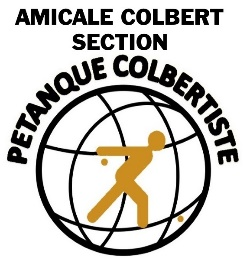 AMICALE COLBERT
SECTION
PETANQUE COLBERTISTE